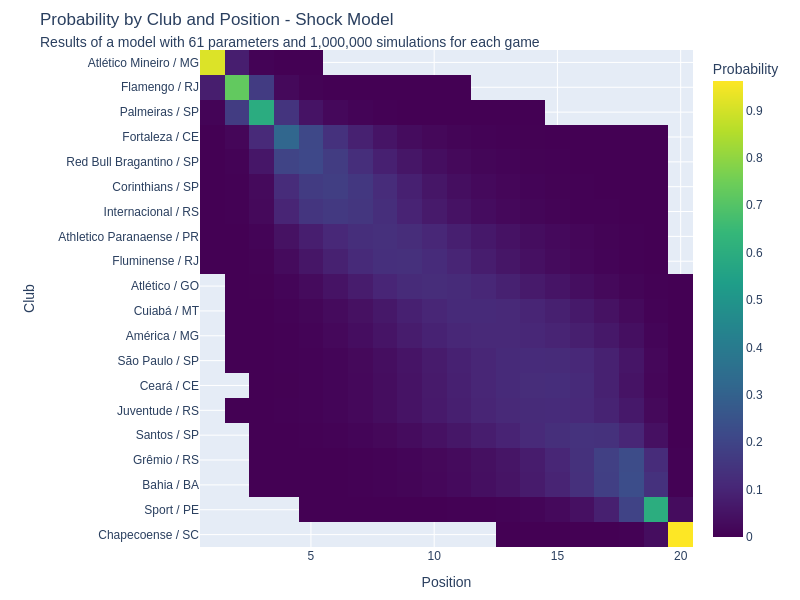 Probability by Club and Position - Shock Model
Results of a model with 61 parameters and 1,000,000 simulations for each game
Probability
Club
Atlético Mineiro / MG
Flamengo / RJ
Palmeiras / SP
Fortaleza / CE
Red Bull Bragantino / SP
Corinthians / SP
Internacional / RS
Athletico Paranaense / PR
Fluminense / RJ
Atlético / GO
Cuiabá / MT
América / MG
São Paulo / SP
Ceará / CE
Juventude / RS
Santos / SP
Grêmio / RS
Bahia / BA
Sport / PE
Chapecoense / SC
0.9
0.8
0.7
0.6
0.5
0.4
0.3
0.2
0.1
0
5 10 15 20
Position